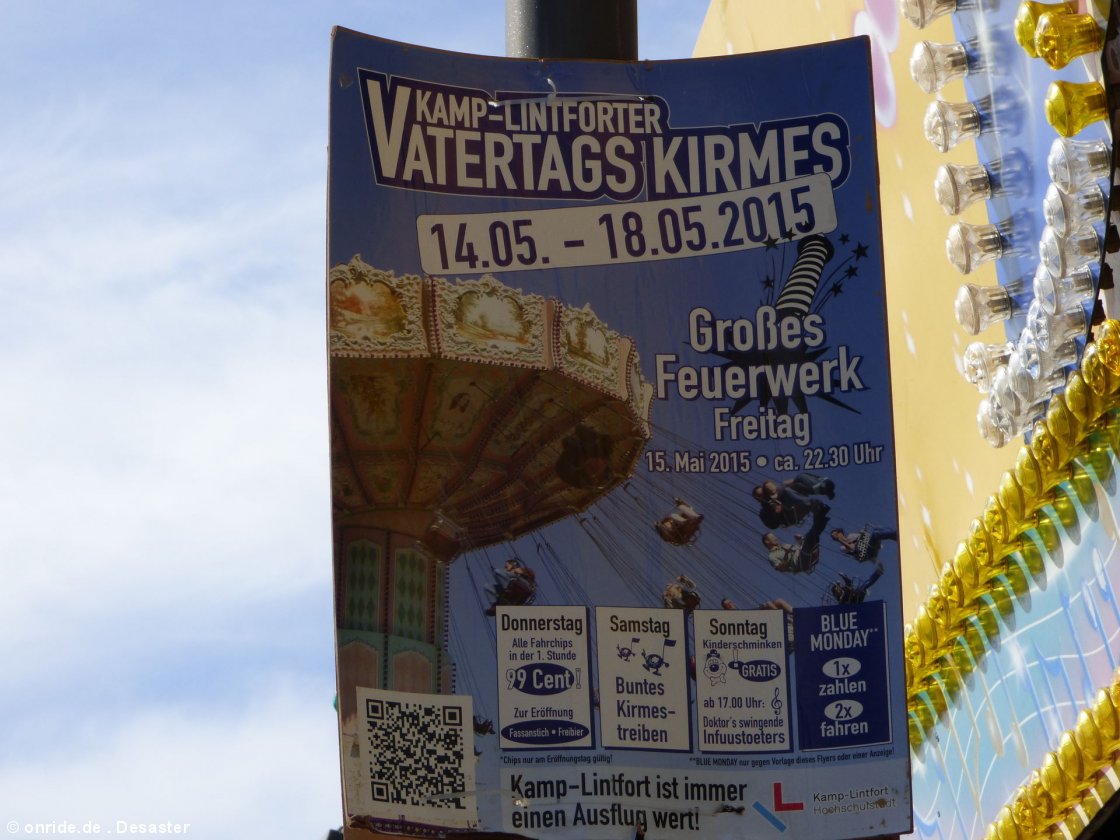 KAMP-LINTFORTER
VATERTAGSKIRMES
14.05. – 18.05.2015
Großes
Feuerwerk
Freitag
15. Mai 2015 • ca. 22.30 Uhr
Donnerstag
Alle Fahrchips
in der 1. Stunde
99 Cent!
Zur Eröffnung
Fassanstich • Freibier
Samstag
Buntes
Kirmes-
treiben
Sonntag
Kinderschminken
GRATIS
ab 17.00 Uhr:
Doktor's swingende
Infuustoeters
BLUE
MONDAY**
1x
zahlen
2x
fahren
*Chips nur am Eröffnungstag gültig!
**BLUE MONDAY nur gegen Vorlage dieses Flyers oder einer Anzeige!
Kamp-Lintfort ist immer
einen Ausflug wert!
Kamp-Lintfort
Hochschulstadt
© onride.de . Desaster